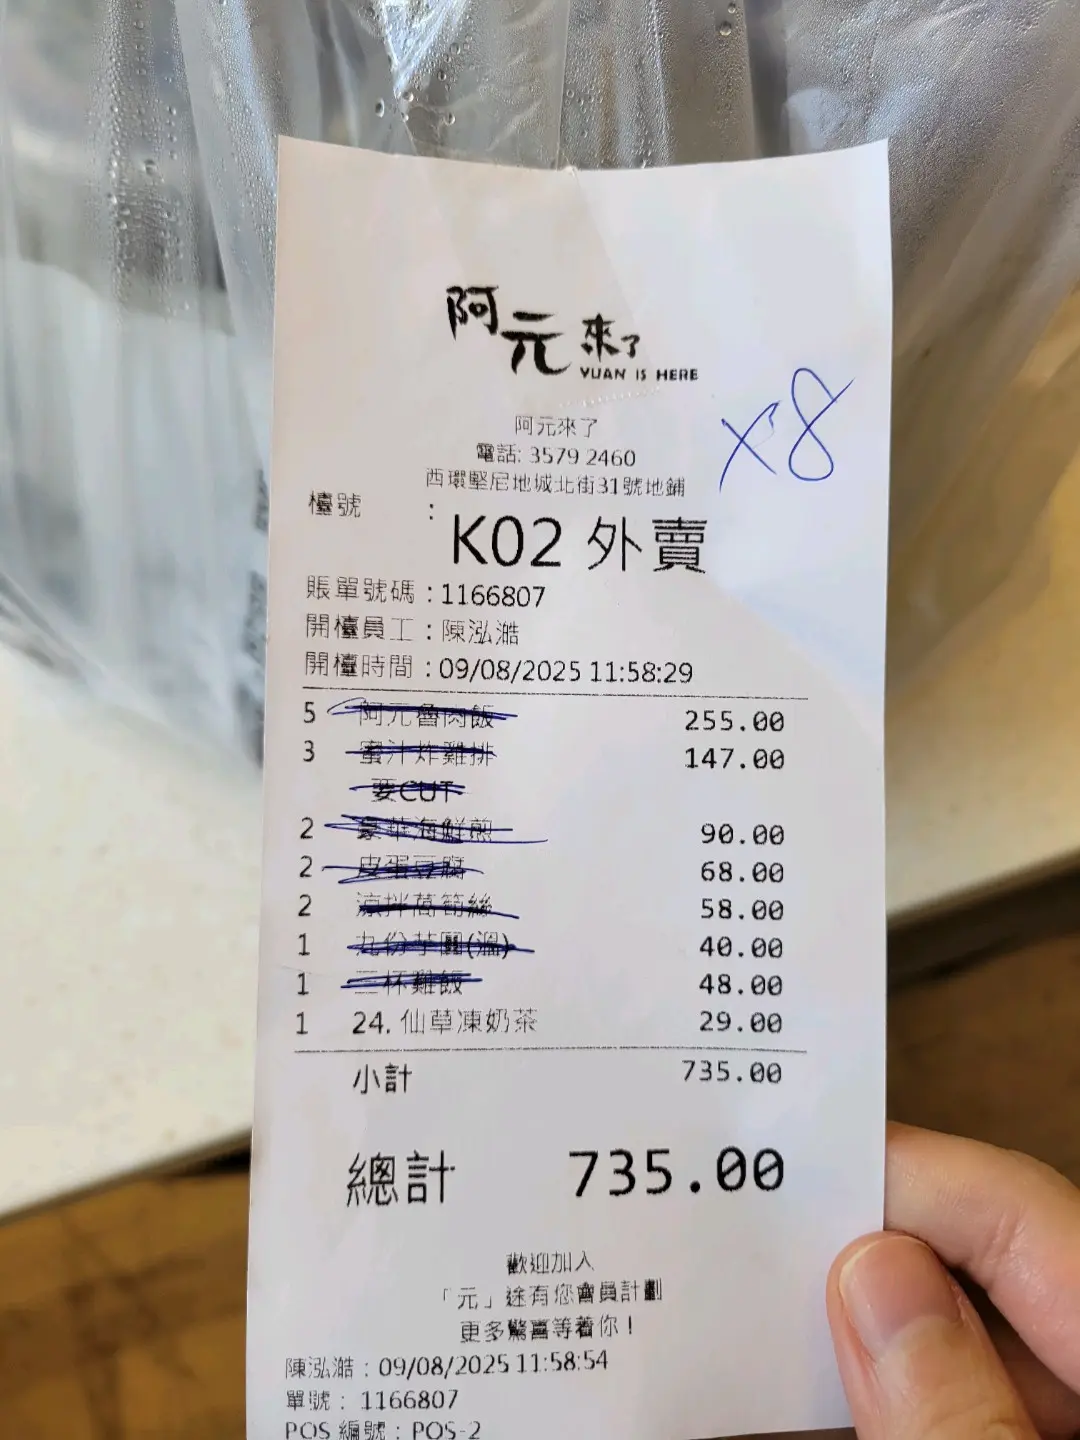 阿元來了
YUAN IS HERE
x8
阿元來了
電話: 3579 2460
西環堅尼地城北街31號地鋪
檯號 :
K02 外賣
賬單號碼 : 1166807
開檯員工 : 陳泓澔
開檯時間 : 09/08/2025 11:58:29
5 阿元魯肉飯 255.00
3 蜜汁炸雞排 147.00
要CUT
2 豪華海鮮煎 90.00
2 皮蛋豆腐 68.00
2 涼拌萵筍絲 58.00
1 九份芋圓(溫) 40.00
1 三杯雞飯 48.00
1 24. 仙草凍奶茶 29.00
小計 735.00
總計 735.00
歡迎加入
「元」途有您會員計劃
更多驚喜等着你！
陳泓澔 : 09/08/2025 11:58:54
單號 : 1166807
POS 編號 : POS-2